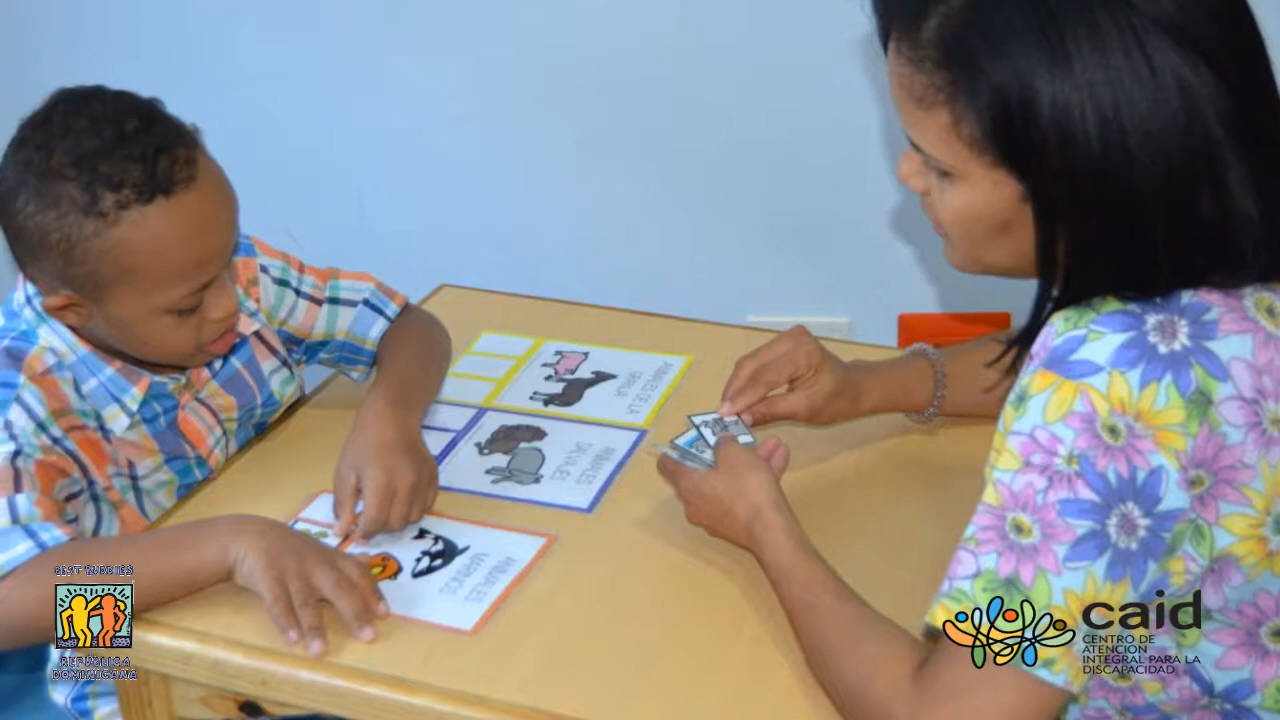 ANIMALES DE LA
GRANJA
ANIMALES
SALVAJES
ANIMALES
MARINOS
BEST BUDDIES
REPÚBLICA
DOMINICANA
caid
CENTRO DE
ATENCIÓN
INTEGRAL PARA LA
DISCAPACIDAD